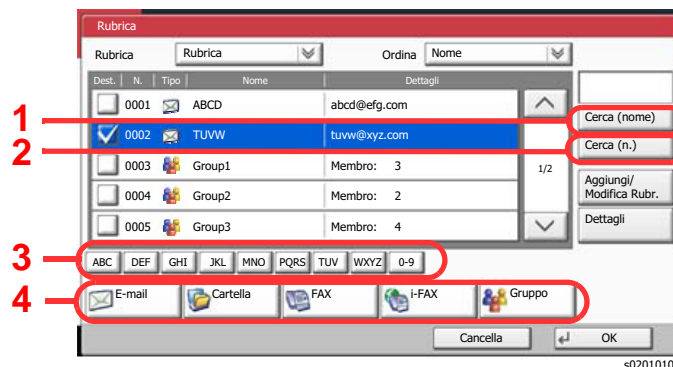 Rubrica
Rubrica Rubrica Ordina Nome
Dest. N. Tipo Nome Dettagli
0001 ABCD abcd@efg.com
1 Cerca (nome)
0002 TUVW tuvw@xyz.com
2 Cerca (n.)
0003 Group1 Membro: 3 1/2
Aggiungi/
Modifica Rubr.
0004 Group2 Membro: 2
0005 Group3 Membro: 4 Dettagli
3 ABC DEF GHI JKL MNO PQRS TUV WXYZ 0-9
4 E-mail Cartella FAX i-FAX Gruppo
Cancella OK
s0201010